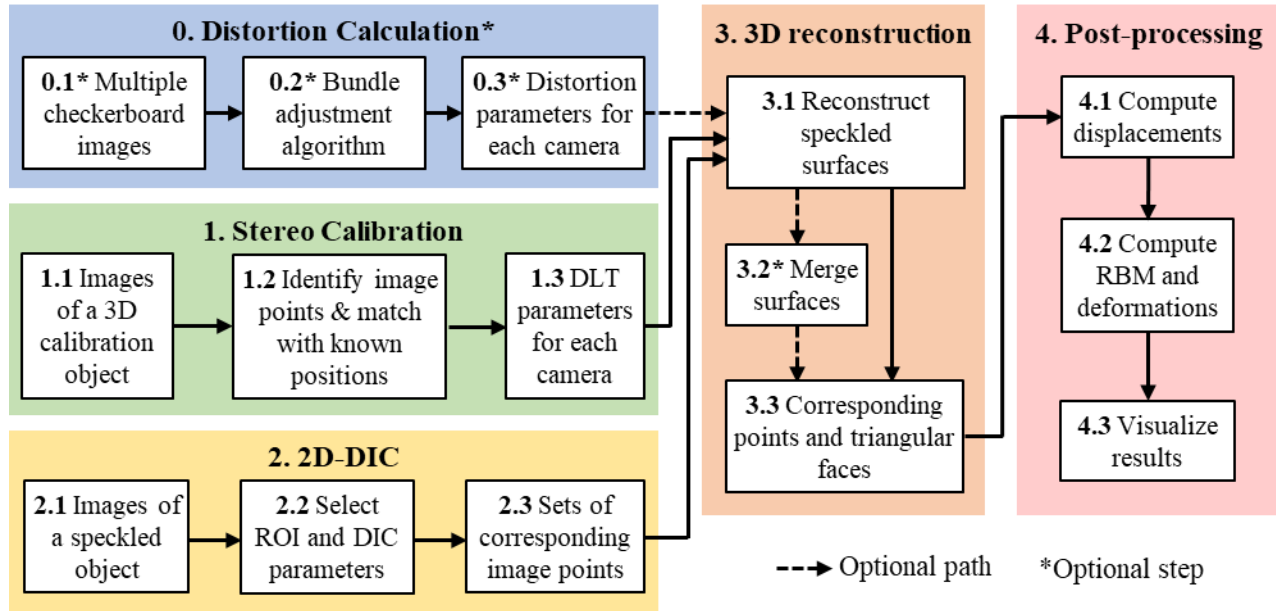 0. Distortion Calculation*
0.1* Multiple
checkerboard
images
0.2* Bundle
adjustment
algorithm
0.3* Distortion
parameters for
each camera
1. Stereo Calibration
1.1 Images
of a 3D
calibration
object
1.2 Identify image
points & match
with known
positions
1.3 DLT
parameters
for each
camera
2. 2D-DIC
2.1 Images of
a speckled
object
2.2 Select
ROI and DIC
parameters
2.3 Sets of
corresponding
image points
3. 3D reconstruction
3.1 Reconstruct
speckled
surfaces
3.2* Merge
surfaces
3.3 Corresponding
points and triangular
faces
4. Post-processing
4.1 Compute
displacements
4.2 Compute
RBM and
deformations
4.3 Visualize
results
Optional path
*Optional step